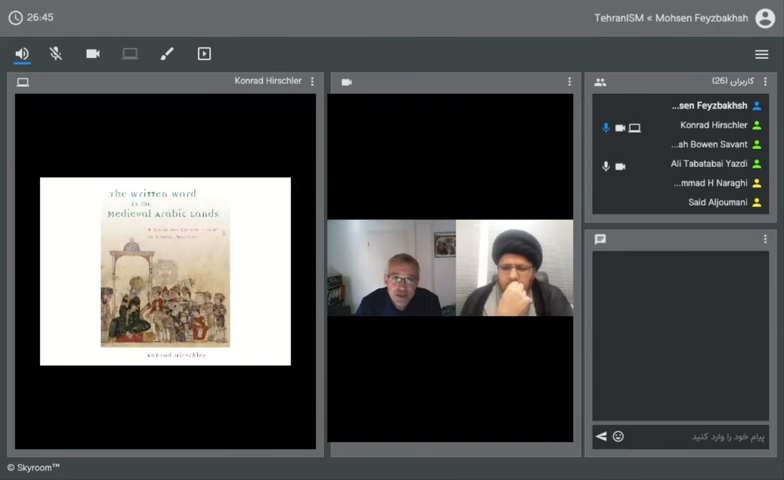 26:45
TehranISM « Mohsen Feyzbakhsh
Konrad Hirschler
The Written Word
in the
Medieval Arabic Lands
Konrad Hirschler
کاربران (26)
...sen Feyzbakhsh
Konrad Hirschler
...ah Bowen Savant
Ali Tabatabai Yazdi
...mmad H Naraghi
Said Aljoumani
پیام خود را وارد کنید
© Skyroom™